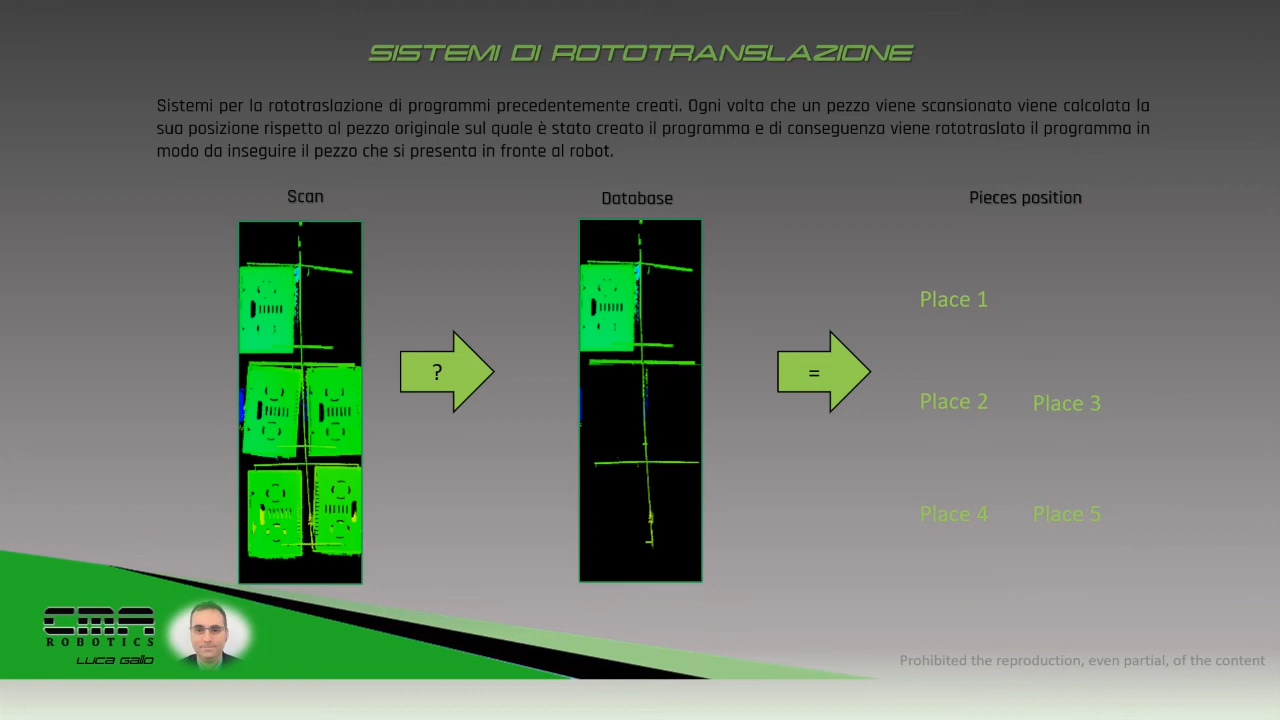 SISTEMI DI ROTOTRANSLAZIONE
Sistemi per la rototraslazione di programmi precedentemente creati. Ogni volta che un pezzo viene scansionato viene calcolata la
sua posizione rispetto al pezzo originale sul quale è stato creato il programma e di conseguenza viene rototraslato il programma in
modo da inseguire il pezzo che si presenta in fronte al robot.
Scan
Database
Pieces position
Place 1
?
=
Place 2
Place 3
Place 4
Place 5
CMA
ROBOTICS
LUCA GALLO
Prohibited the reproduction, even partial, of the content